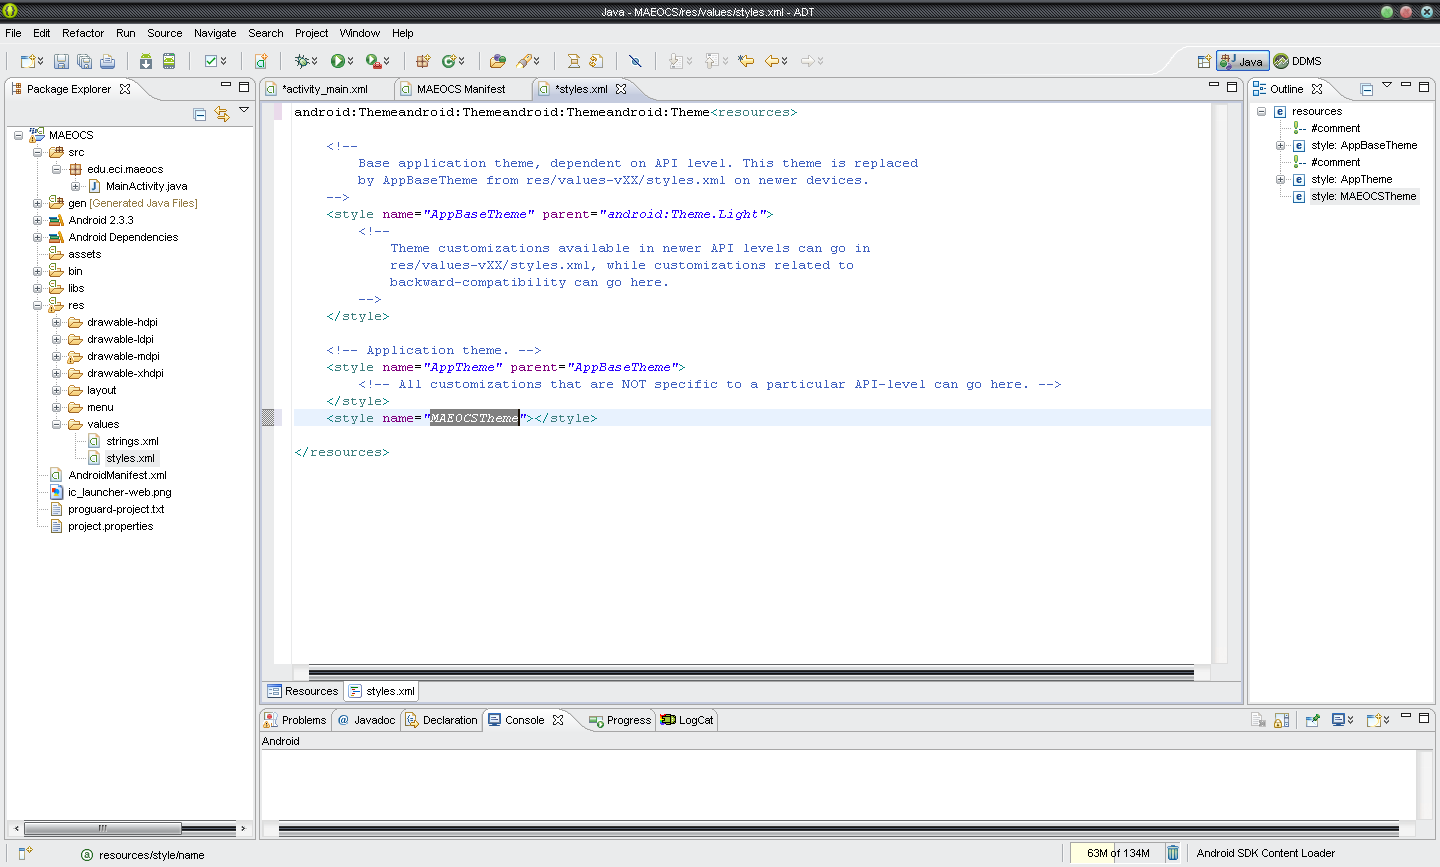 Java - MAEOCS/res/values/styles.xml - ADT
File Edit Refactor Run Source Navigate Search Project Window Help
Java
DDMS
Package Explorer
MAEOCS
src
edu.eci.maeocs
MainActivity.java
gen [Generated Java Files]
Android 2.3.3
Android Dependencies
assets
bin
libs
res
drawable-hdpi
drawable-ldpi
drawable-mdpi
drawable-xhdpi
layout
menu
values
strings.xml
styles.xml
AndroidManifest.xml
ic_launcher-web.png
proguard-project.txt
project.properties
*activity_main.xml
MAEOCS Manifest
*styles.xml
android:Themeandroid:Themeandroid:Themeandroid:Theme<resources>
<!--
Base application theme, dependent on API level. This theme is replaced
by AppBaseTheme from res/values-vXX/styles.xml on newer devices.
-->
<style name="AppBaseTheme" parent="android:Theme.Light">
<!--
Theme customizations available in newer API levels can go in
res/values-vXX/styles.xml, while customizations related to
backward-compatibility can go here.
-->
</style>
<!-- Application theme. -->
<style name="AppTheme" parent="AppBaseTheme">
<!-- All customizations that are NOT specific to a particular API-level can go here. -->
</style>
<style name="MAEOCSTheme"></style>
</resources>
Resources
styles.xml
Outline
resources
#comment
style: AppBaseTheme
#comment
style: AppTheme
style: MAEOCSTheme
Problems
@ Javadoc
Declaration
Console
Progress
LogCat
Android
resources/style/name
63M of 134M
Android SDK Content Loader